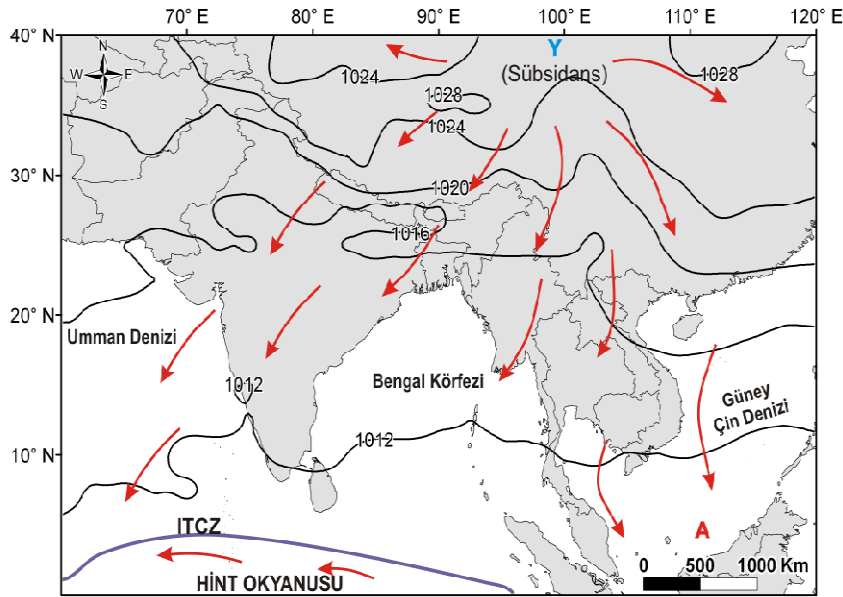 70° E 80° E 90° E 100° E 110° E 120° E
40° N
N
W E
S
Y
(Sübsidans)
1024
1028
1028
1024
30° N
1020
1016
20° N
Umman Denizi
1012
Bengal Körfezi
Güney
Çin Denizi
10° N
1012
ITCZ
A
HİNT OKYANUSU
0 500 1000 Km